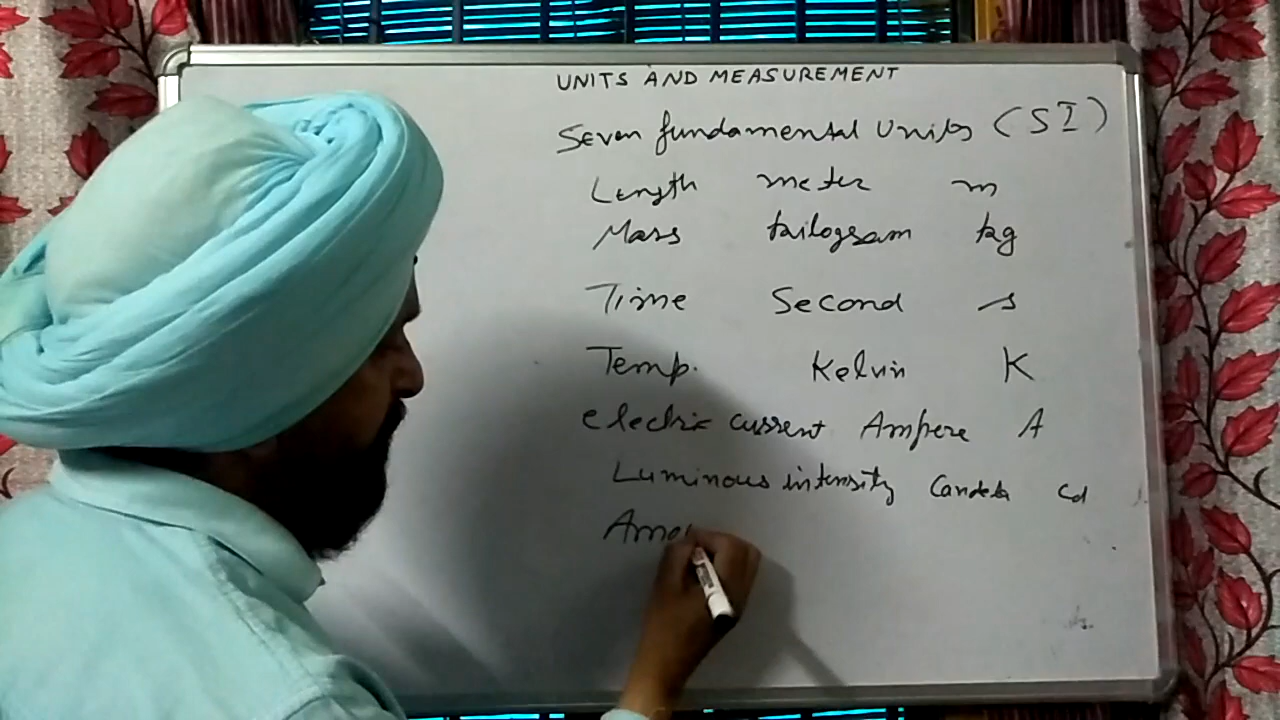 UNITS AND MEASUREMENT
Seven fundamental Units (SI)
Length meter m
Mass kilogram kg
Time Second s
Temp. Kelvin K
electric current Ampere A
Luminous intensity Candela cd
Amo